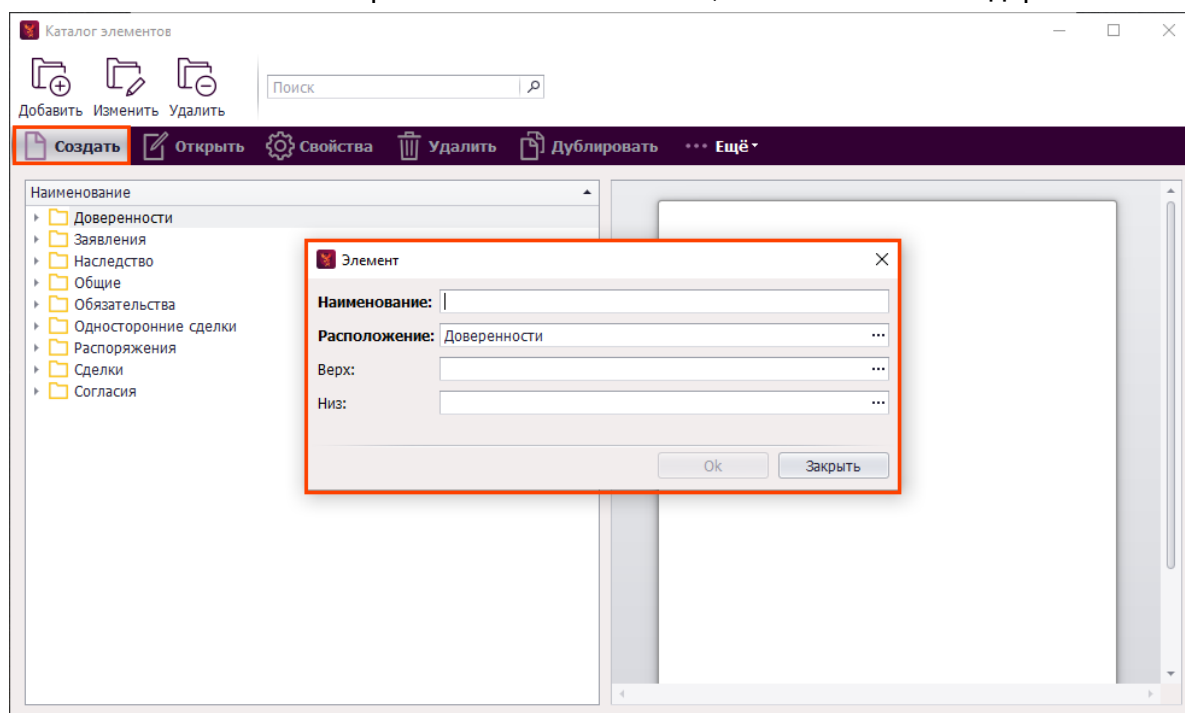 Каталог элементов
Добавить Изменить Удалить
Поиск
Создать Открыть Свойства Удалить Дублировать ··· Ещё
Наименование
Доверенности
Заявления
Наследство
Общие
Обязательства
Односторонние сделки
Распоряжения
Сделки
Согласия
Элемент
Наименование:
Расположение: Доверенности ...
Верх: ...
Низ: ...
Ok Закрыть